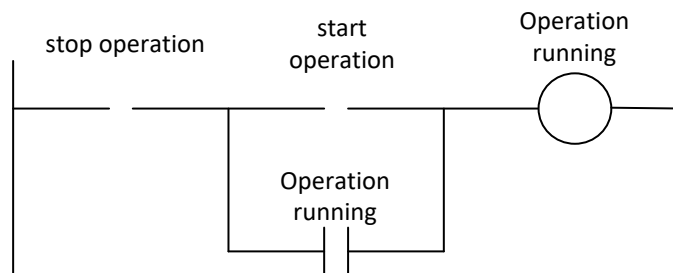 stop operation
start
operation
Operation
running
Operation
running